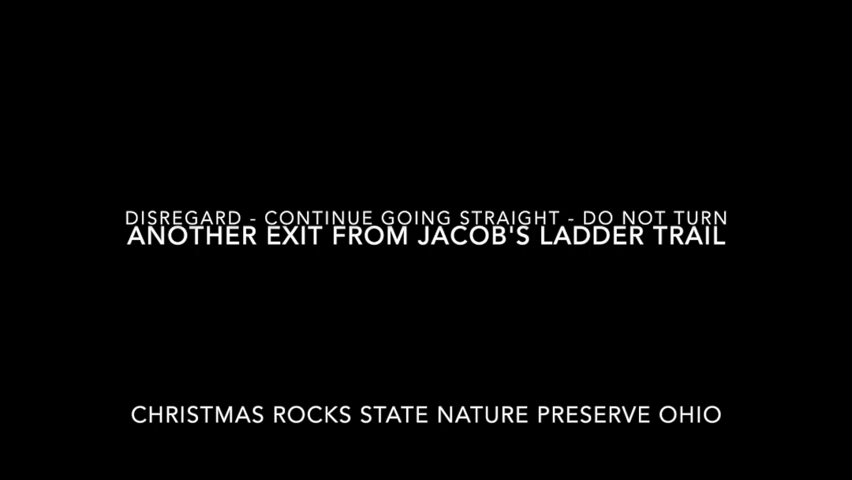 DISREGARD - CONTINUE GOING STRAIGHT - DO NOT TURN
ANOTHER EXIT FROM JACOB'S LADDER TRAIL
CHRISTMAS ROCKS STATE NATURE PRESERVE OHIO